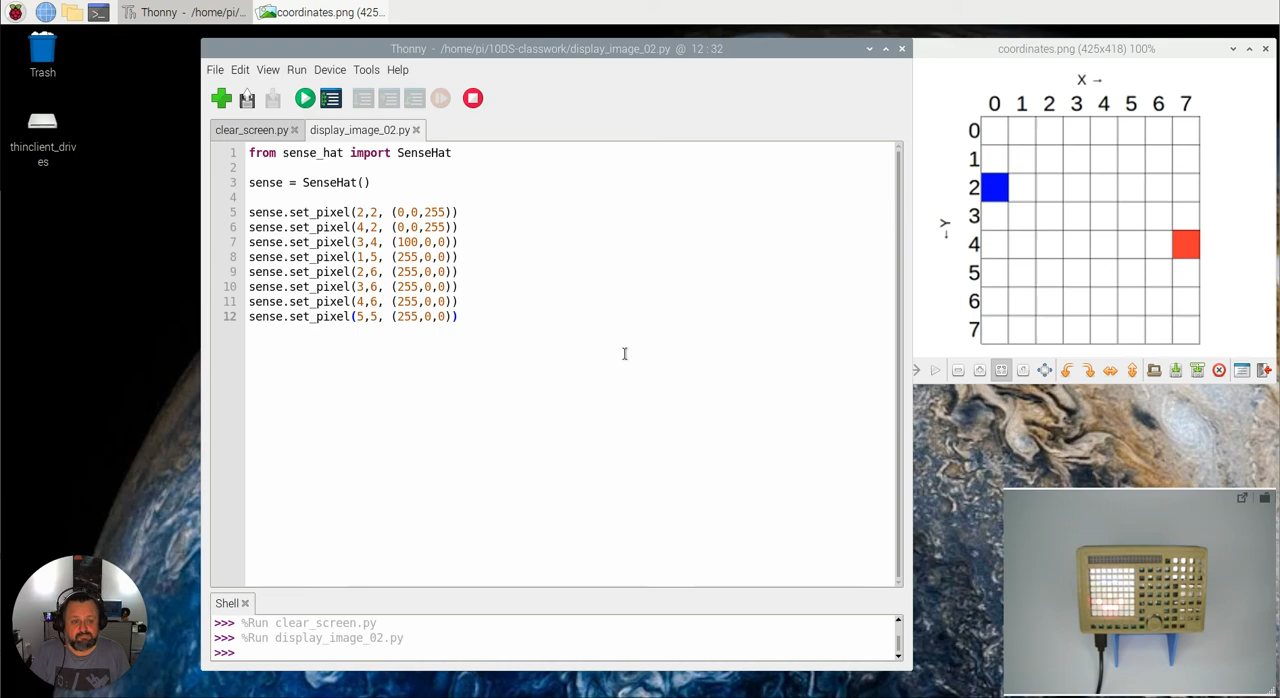 Thonny - /home/pi/...
coordinates.png (425...
Trash
thinclient_driv
es
Thonny - /home/pi/10DS-classwork/display_image_02.py @ 12 : 32
File Edit View Run Device Tools Help
clear_screen.py
display_image_02.py
1 from sense_hat import SenseHat
2
3 sense = SenseHat()
4
5 sense.set_pixel(2,2, (0,0,255))
6 sense.set_pixel(4,2, (0,0,255))
7 sense.set_pixel(3,4, (100,0,0))
8 sense.set_pixel(1,5, (255,0,0))
9 sense.set_pixel(2,6, (255,0,0))
10 sense.set_pixel(3,6, (255,0,0))
11 sense.set_pixel(4,6, (255,0,0))
12 sense.set_pixel(5,5, (255,0,0))
Shell
>>> %Run clear_screen.py
>>> %Run display_image_02.py
>>>
coordinates.png (425x418) 100%
X →
0 1 2 3 4 5 6 7
0
1
2
3
← Y
4
5
6
7